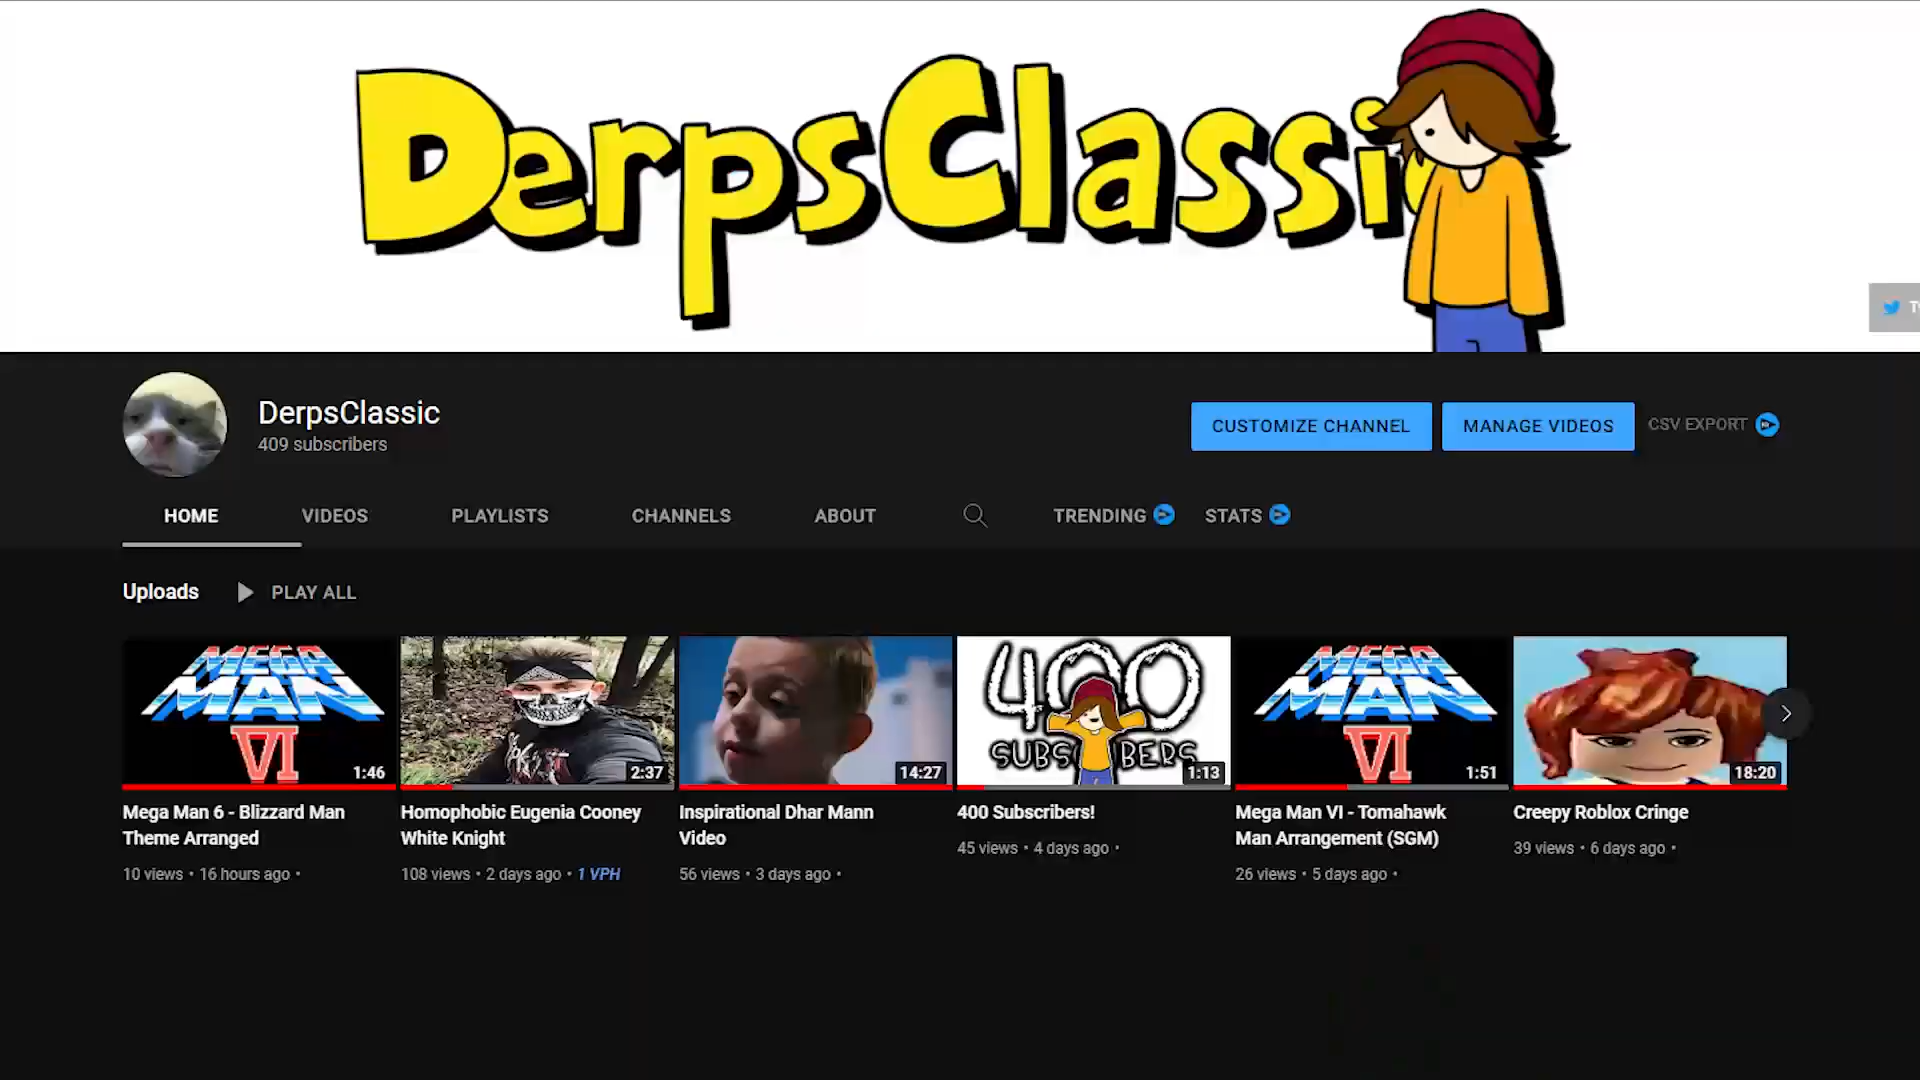 DerpsClassic
DerpsClassic
409 subscribers
CUSTOMIZE CHANNEL
MANAGE VIDEOS
CSV EXPORT
HOME
VIDEOS
PLAYLISTS
CHANNELS
ABOUT
TRENDING
STATS
Uploads
PLAY ALL
MEGA
MAN
VI
1:46
2:37
14:27
400
SUBSCRIBERS
1:13
MEGA
MAN
VI
1:51
18:20
Mega Man 6 - Blizzard Man
Theme Arranged
10 views • 16 hours ago •
Homophobic Eugenia Cooney
White Knight
108 views • 2 days ago • 1 VPH
Inspirational Dhar Mann
Video
56 views • 3 days ago •
400 Subscribers!
45 views • 4 days ago •
Mega Man VI - Tomahawk
Man Arrangement (SGM)
26 views • 5 days ago •
Creepy Roblox Cringe
39 views • 6 days ago •